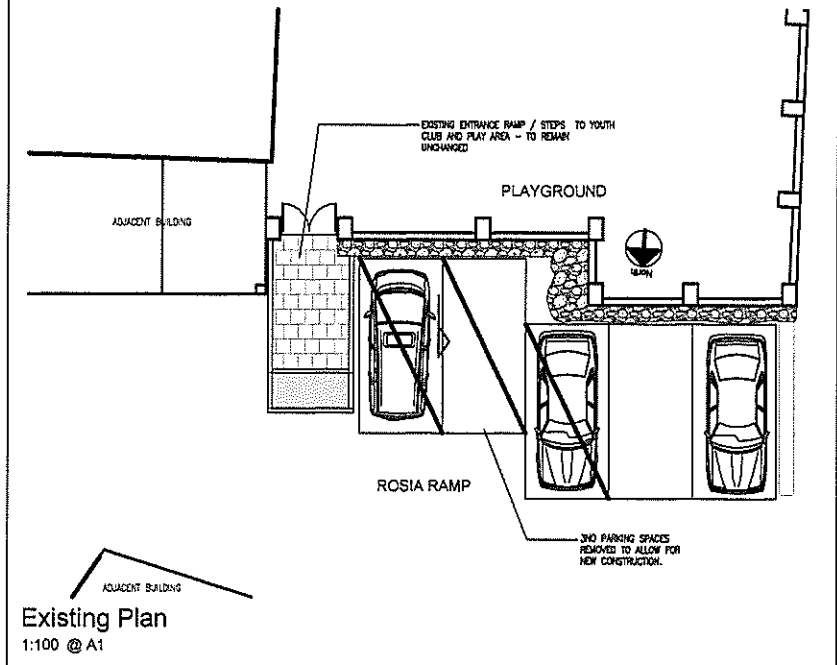 EXISTING ENTRANCE RAMP / STEPS TO YOUTH
CLUB AND PLAY AREA - TO REMAIN
UNCHANGED
PLAYGROUND
ADJACENT BUILDING
North
ROSIA RAMP
3NO PARKING SPACES
REMOVED TO ALLOW FOR
NEW CONSTRUCTION.
ADJACENT BUILDING
Existing Plan
1:100 @ A1